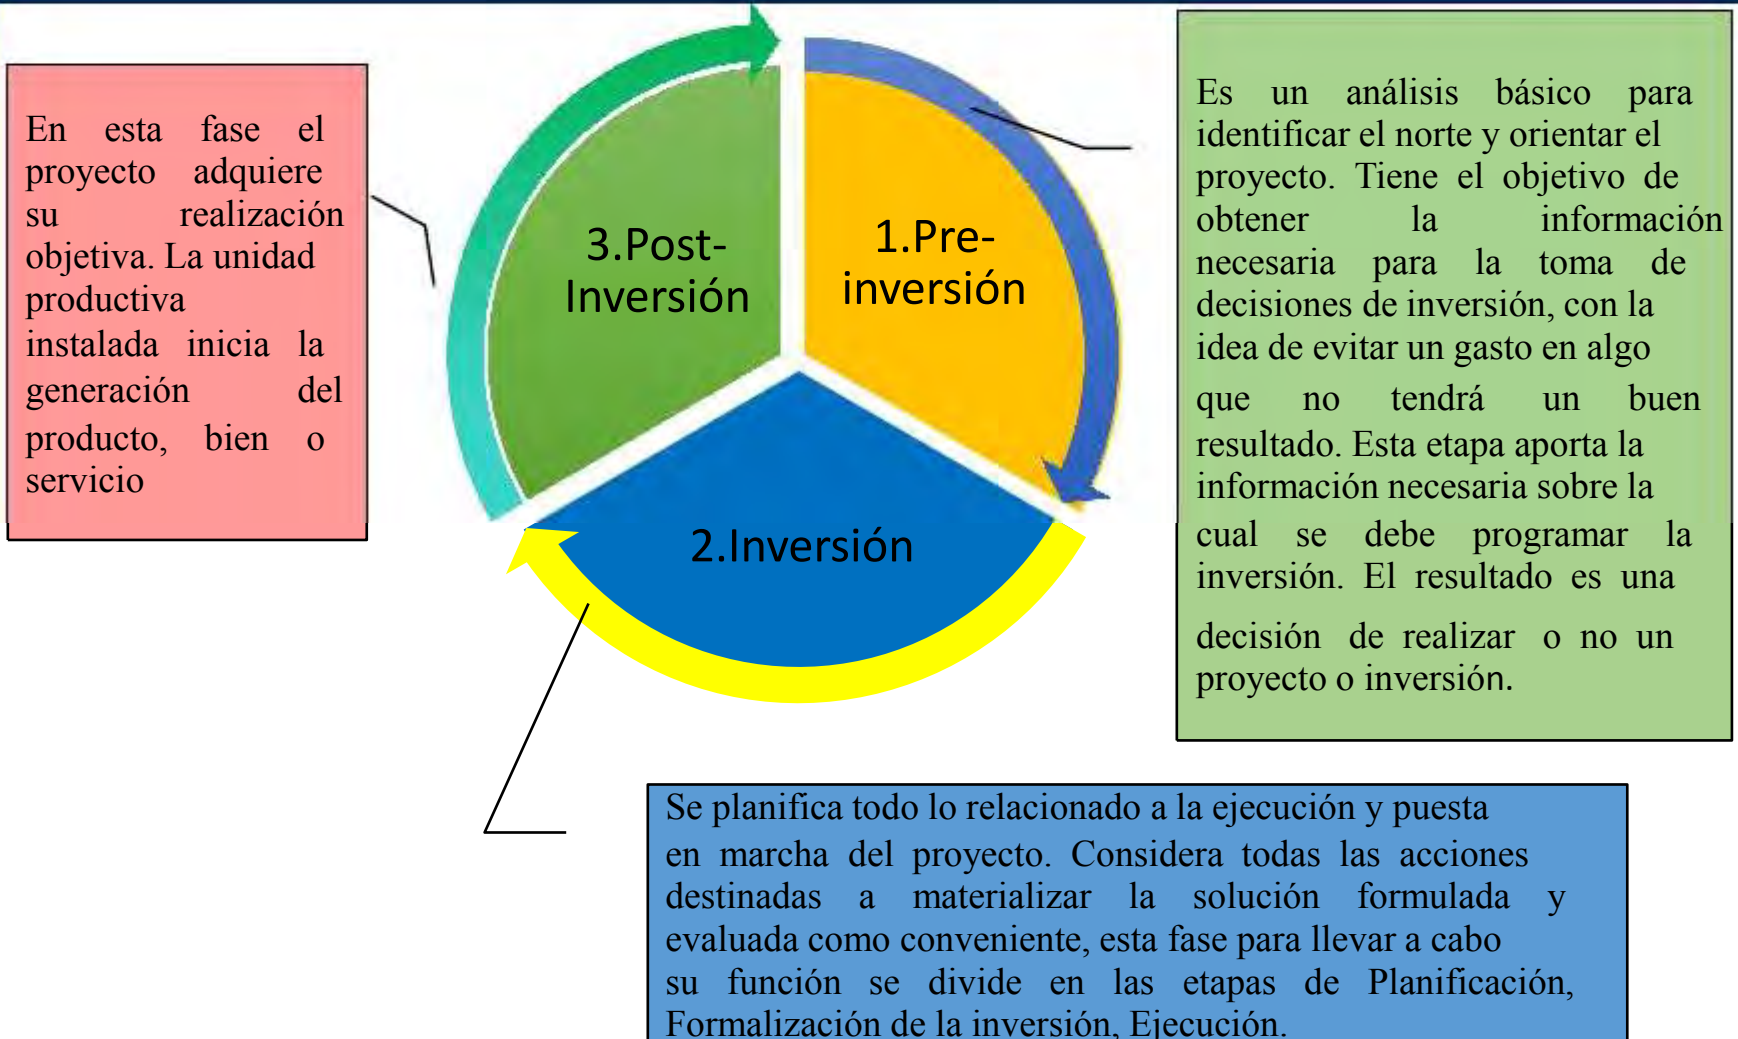 En esta fase el
proyecto adquiere
su realización
objetiva. La unidad
productiva
instalada inicia la
generación del
producto, bien o
servicio
3.Post-
Inversión
1.Pre-
inversión
2.Inversión
Es un análisis básico para
identificar el norte y orientar el
proyecto. Tiene el objetivo de
obtener la información
necesaria para la toma de
decisiones de inversión, con la
idea de evitar un gasto en algo
que no tendrá un buen
resultado. Esta etapa aporta la
información necesaria sobre la
cual se debe programar la
inversión. El resultado es una
decisión de realizar o no un
proyecto o inversión.
Se planifica todo lo relacionado a la ejecución y puesta
en marcha del proyecto. Considera todas las acciones
destinadas a materializar la solución formulada y
evaluada como conveniente, esta fase para llevar a cabo
su función se divide en las etapas de Planificación,
Formalización de la inversión, Ejecución.